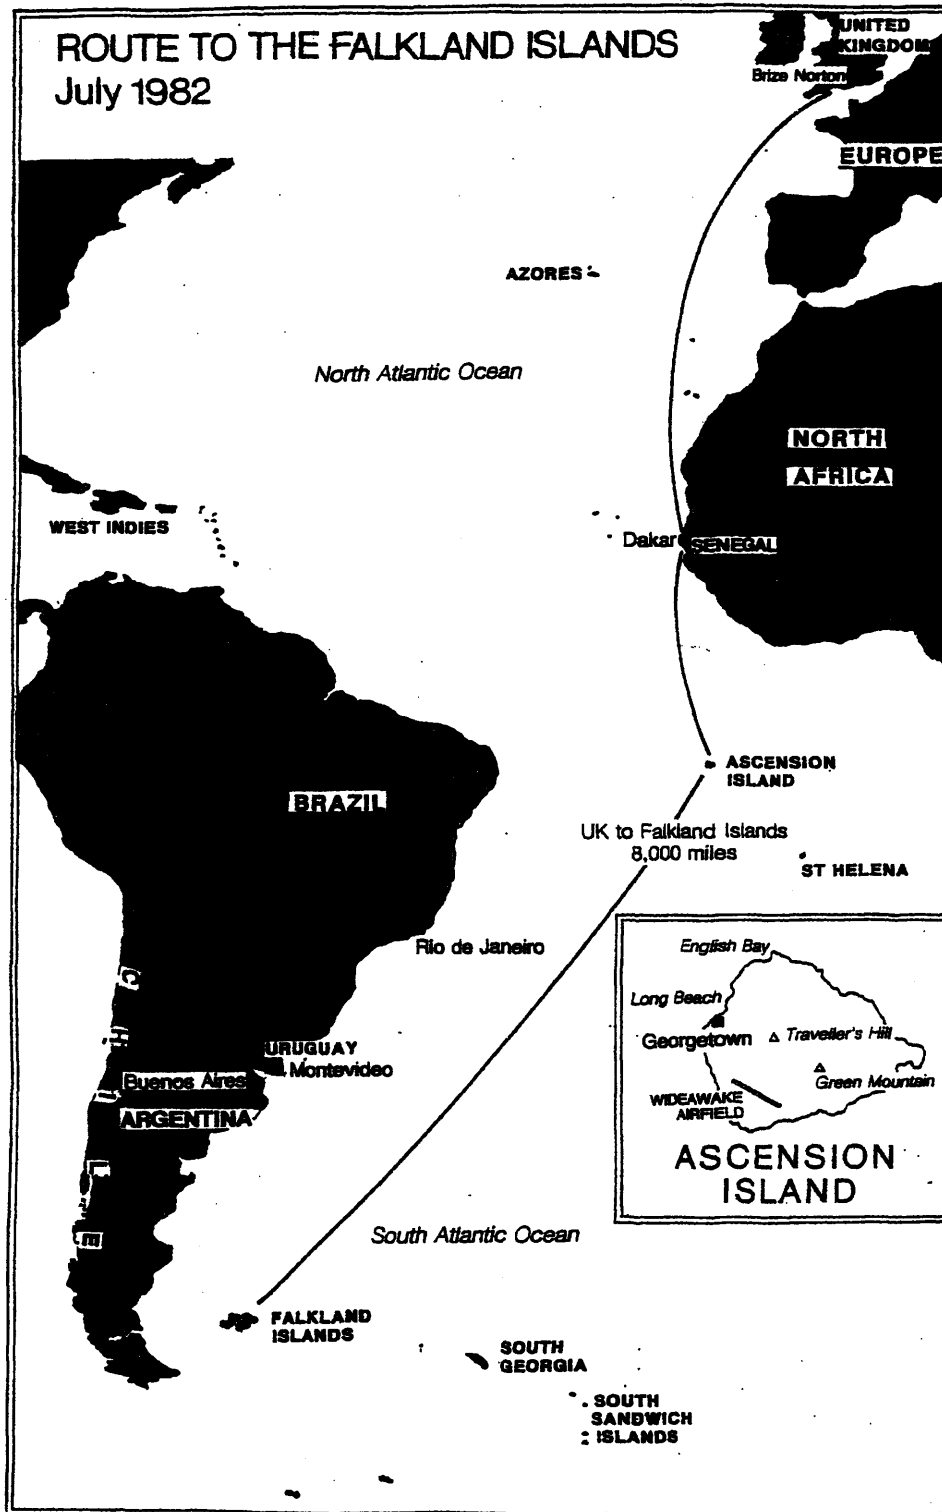 ROUTE TO THE FALKLAND ISLANDS
July 1982
UNITED
KINGDOM
Brize Norton
EUROPE
AZORES
North Atlantic Ocean
NORTH
AFRICA
WEST INDIES
Dakar
SENEGAL
ASCENSION
ISLAND
BRAZIL
UK to Falkland Islands
8,000 miles
ST HELENA
Rio de Janeiro
English Bay
Long Beach
Georgetown
Traveller's Hill
Green Mountain
WIDEAWAKE
AIRFIELD
ASCENSION
ISLAND
CHILE
URUGUAY
Montevideo
Buenos Aires
ARGENTINA
South Atlantic Ocean
FALKLAND
ISLANDS
SOUTH
GEORGIA
SOUTH
SANDWICH
ISLANDS